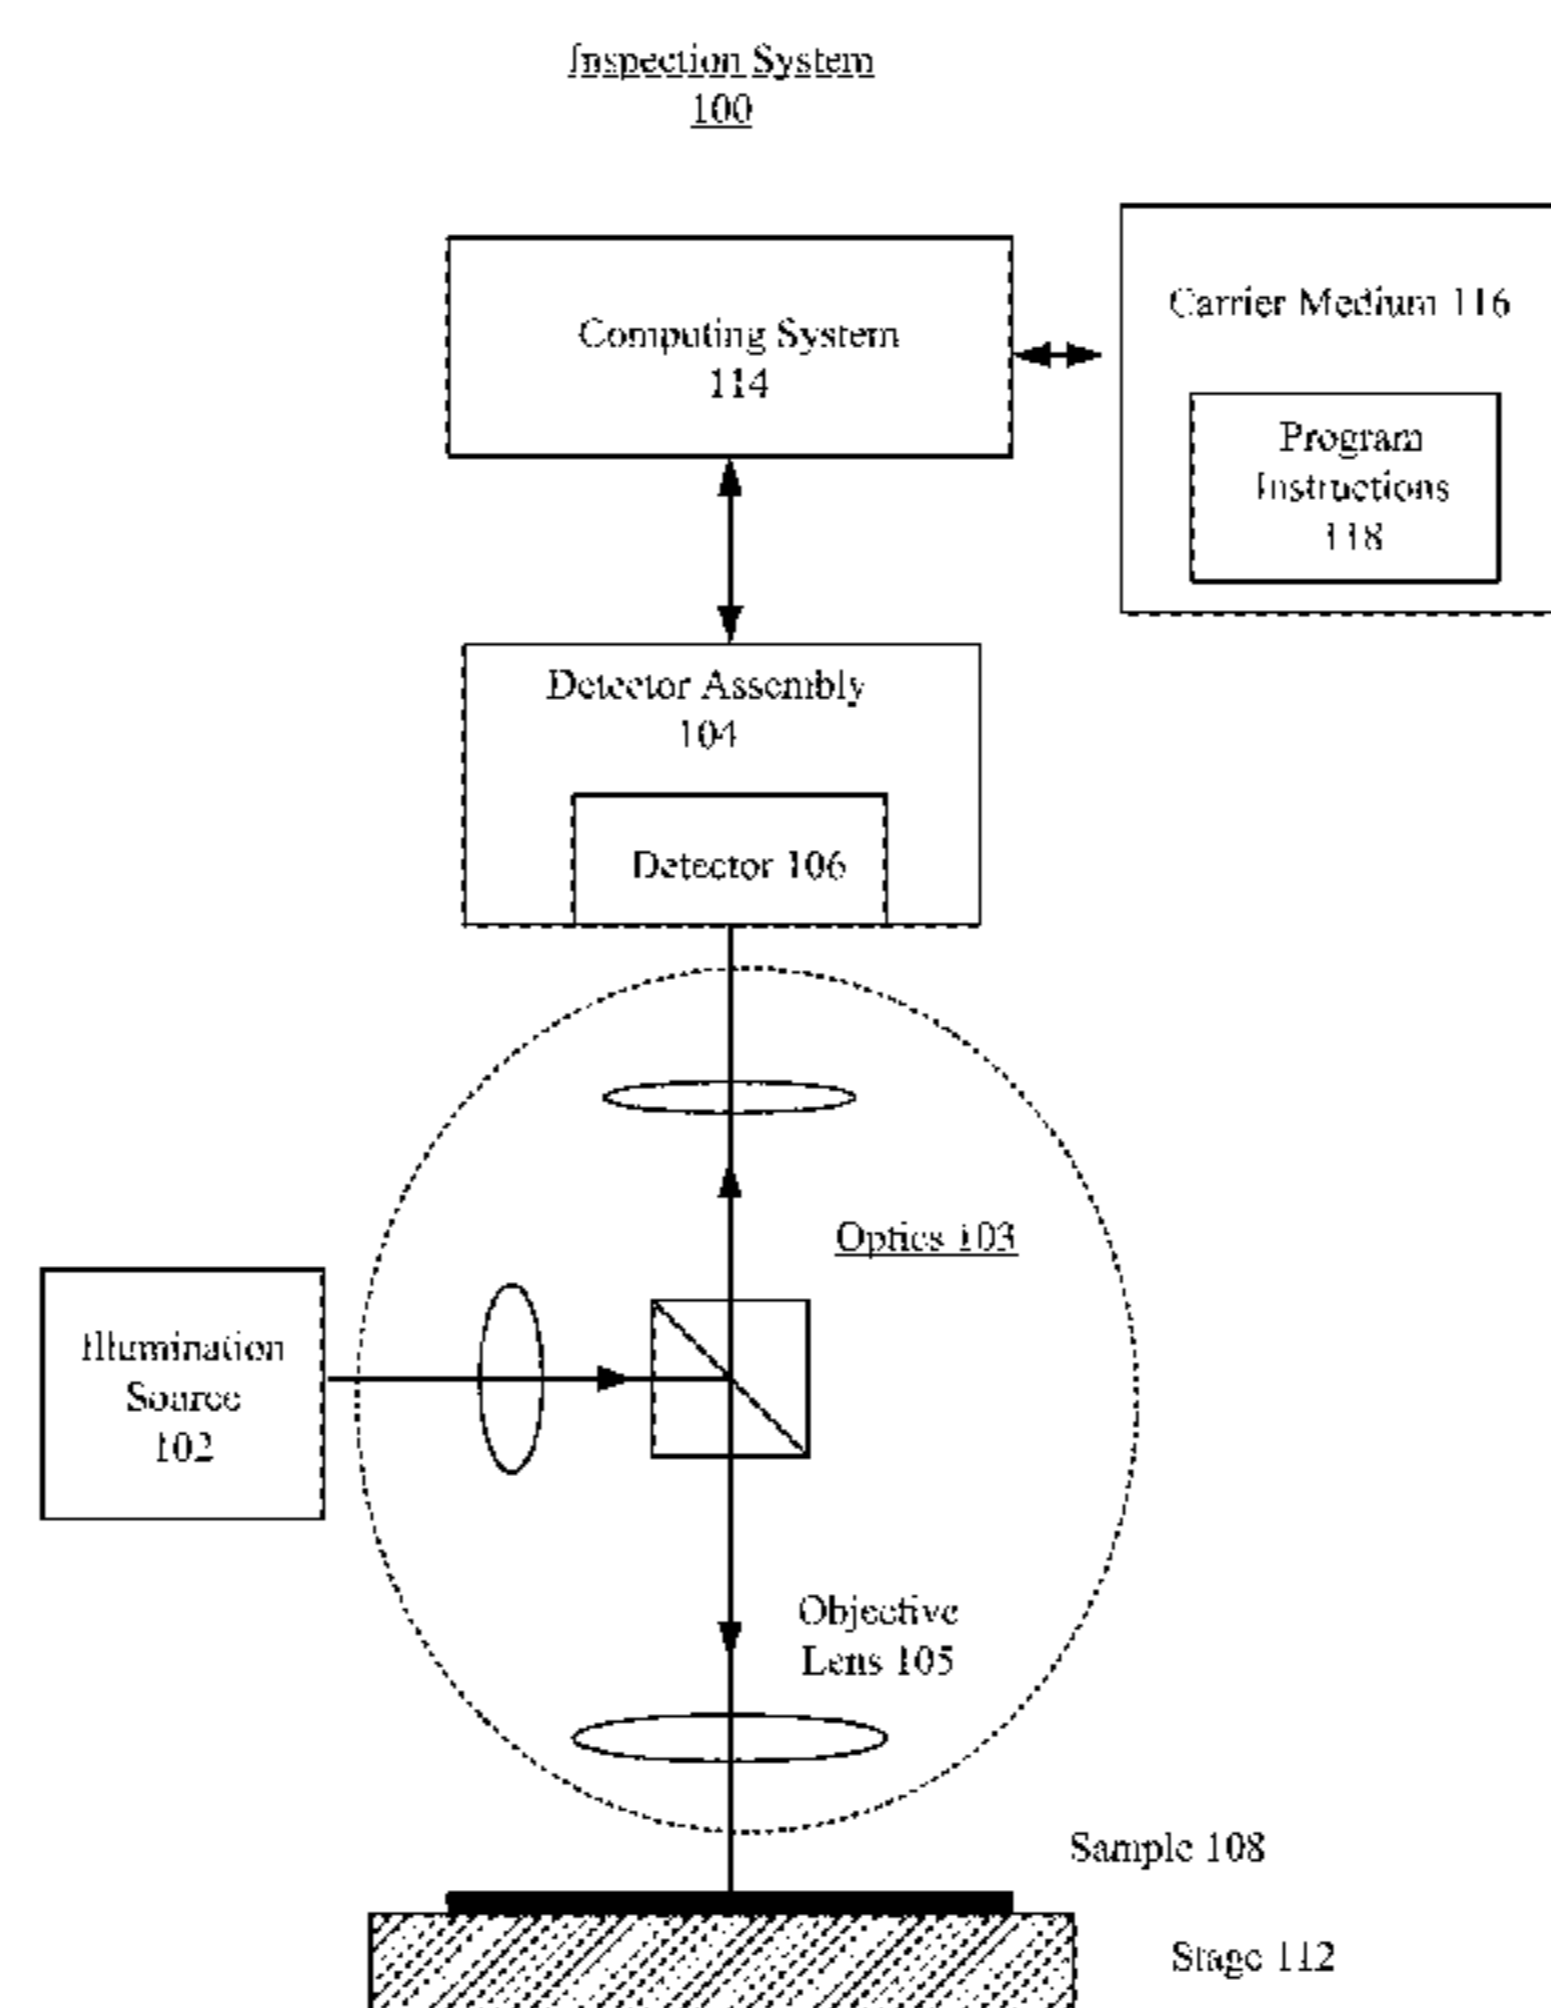 Inspection System
100
Computing System
114
Carrier Medium 116
Program
Instructions
118
Detector Assembly
104
Detector 106
Optics 103
Illumination
Source
102
Objective
Lens 105
Sample 108
Stage 112